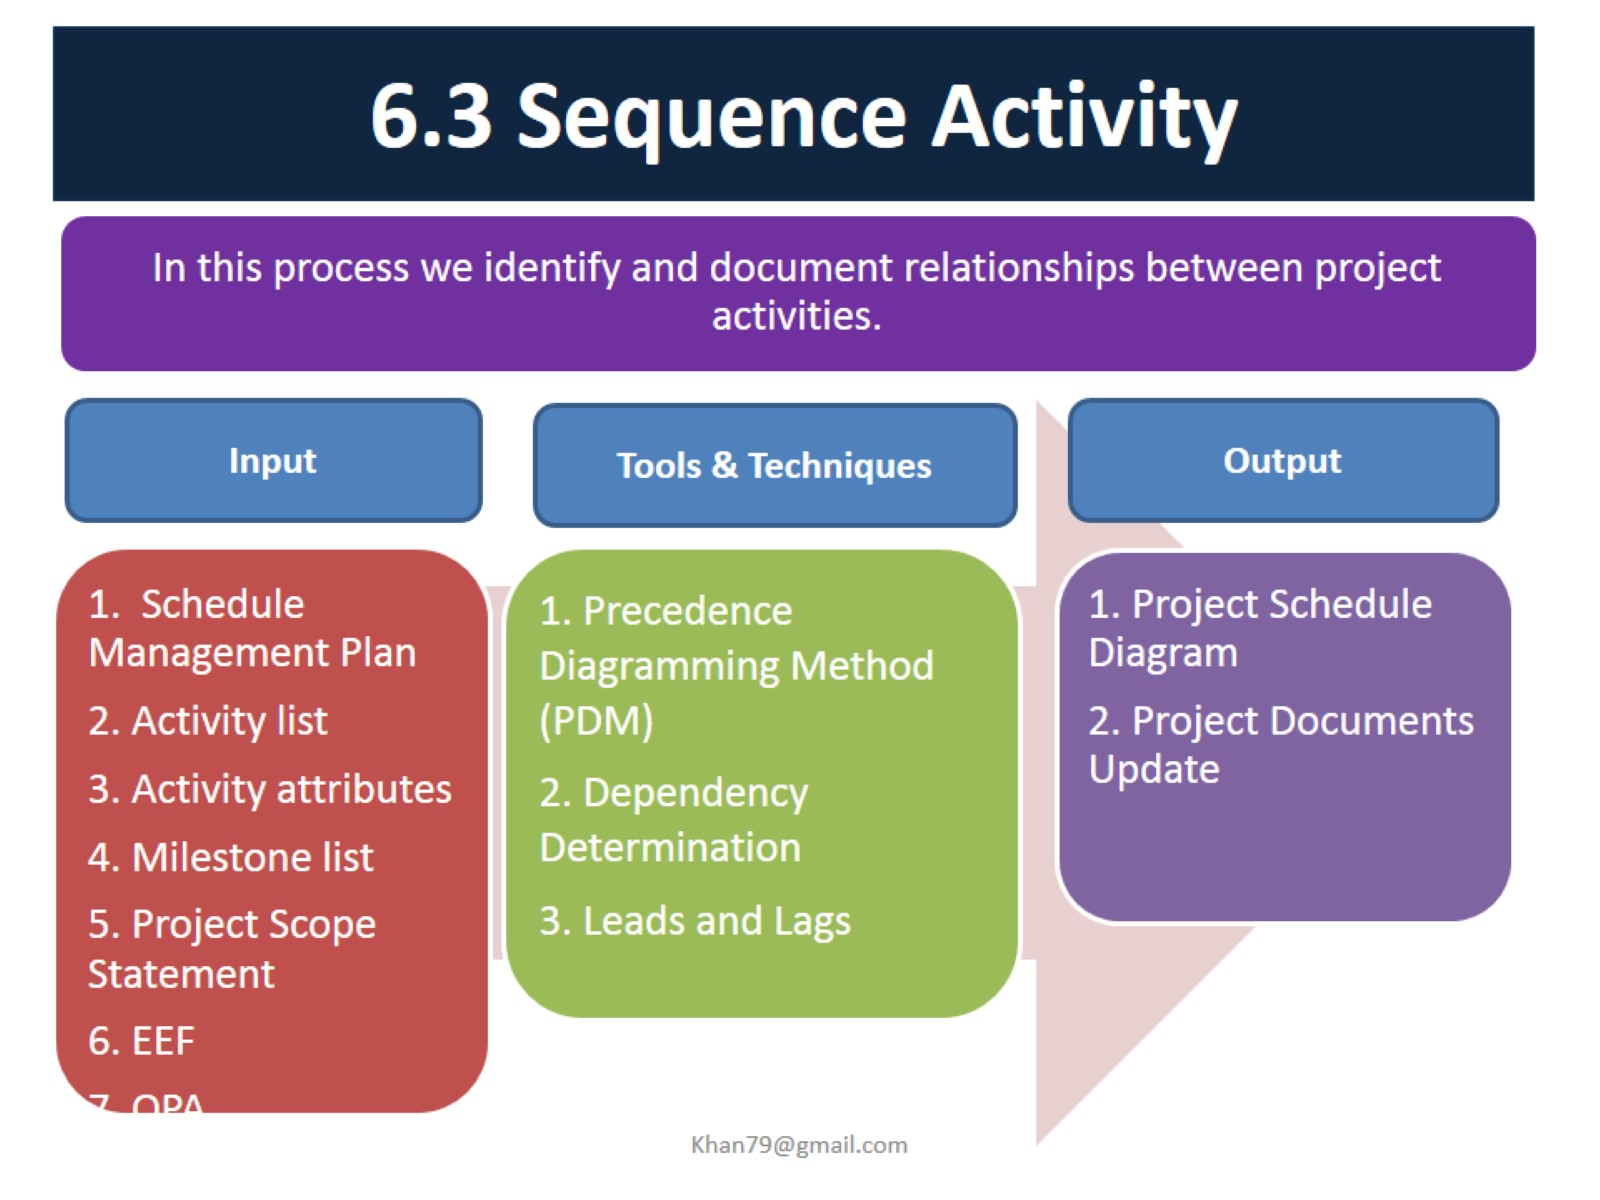 6.3 Sequence Activity
In this process we identify and document relationships between project
activities.
Input
Tools & Techniques
Output
1. Schedule
Management Plan
2. Activity list
3. Activity attributes
4. Milestone list
5. Project Scope
Statement
6. EEF
7. OPA
1. Precedence
Diagramming Method
(PDM)
2. Dependency
Determination
3. Leads and Lags
1. Project Schedule
Diagram
2. Project Documents
Update
Khan79@gmail.com